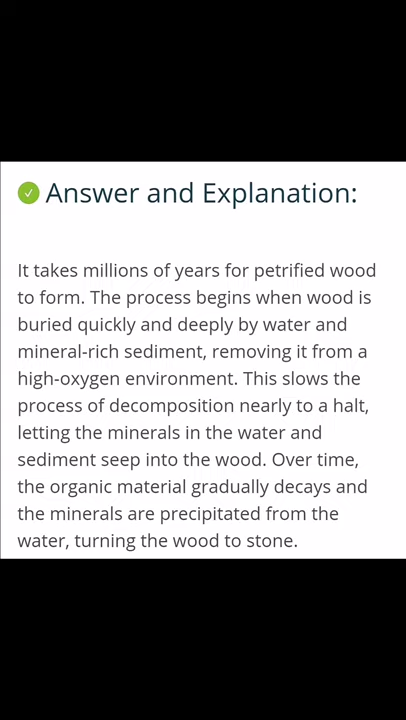 Answer and Explanation:
It takes millions of years for petrified wood
to form. The process begins when wood is
buried quickly and deeply by water and
mineral-rich sediment, removing it from a
high-oxygen environment. This slows the
process of decomposition nearly to a halt,
letting the minerals in the water and
sediment seep into the wood. Over time,
the organic material gradually decays and
the minerals are precipitated from the
water, turning the wood to stone.